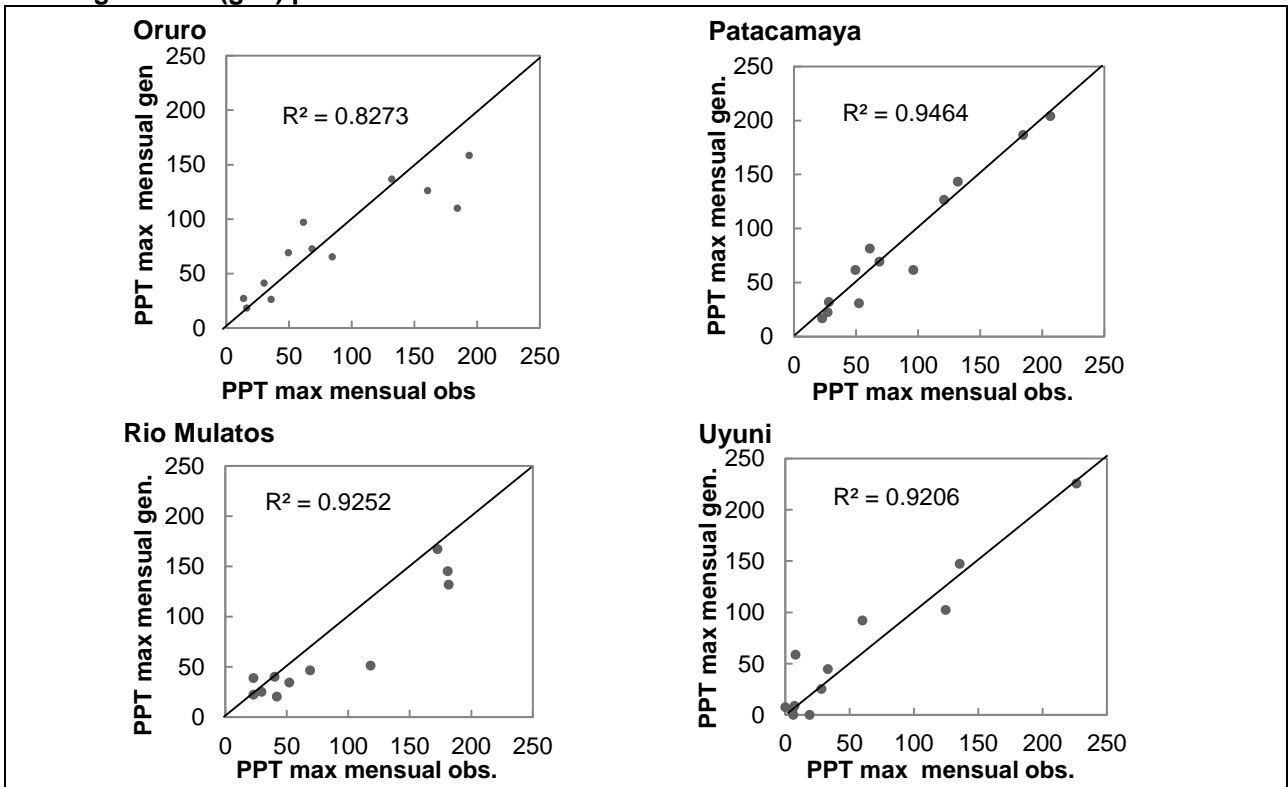 Oruro
250
200
150
100
50
0
PPT max mensual gen
R² = 0.8273
0 50 100 150 200 250
PPT max mensual obs
Patacamaya
250
200
150
100
50
0
PPT max mensual gen.
R² = 0.9464
0 50 100 150 200 250
PPT max mensual obs.
Rio Mulatos
250
200
150
100
50
0
PPT max mensual gen.
R² = 0.9252
0 50 100 150 200 250
PPT max mensual obs.
Uyuni
250
200
150
100
50
0
PPT max mensual gen.
R² = 0.9206
0 50 100 150 200 250
PPT max mensual obs.